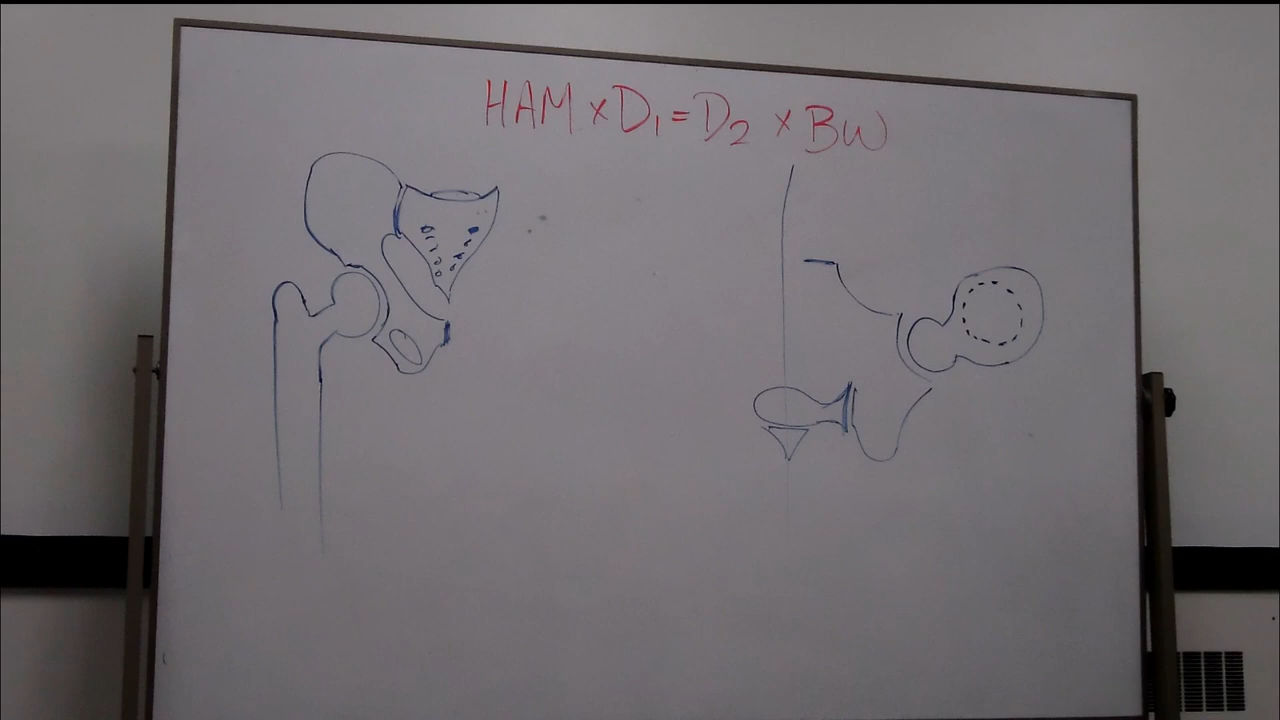 HAM × D₁ = D₂ × BW